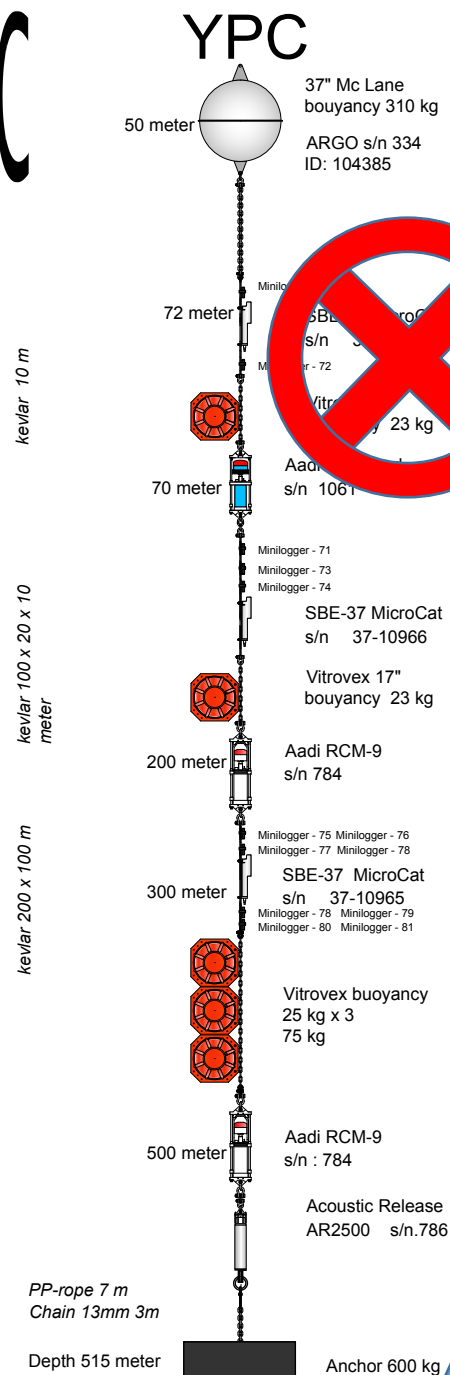 C
YPC
37" Mc Lane
bouyancy 310 kg
50 meter
ARGO s/n 334
ID: 104385
72 meter
s/n
- 72
23 kg
kevlar 10 m
Aadi
70 meter
s/n 1061
Minilogger - 71
Minilogger - 73
Minilogger - 74
SBE-37 MicroCat
s/n 37-10966
kevlar 100 x 20 x 10
meter
Vitrovex 17"
bouyancy 23 kg
200 meter
Aadi RCM-9
s/n 784
Minilogger - 75 Minilogger - 76
Minilogger - 77 Minilogger - 78
kevlar 200 x 100 m
300 meter
SBE-37 MicroCat
s/n 37-10965
Minilogger - 78 Minilogger - 79
Minilogger - 80 Minilogger - 81
Vitrovex buoyancy
25 kg x 3
75 kg
500 meter
Aadi RCM-9
s/n : 784
Acoustic Release
AR2500 s/n.786
PP-rope 7 m
Chain 13mm 3m
Depth 515 meter
Anchor 600 kg